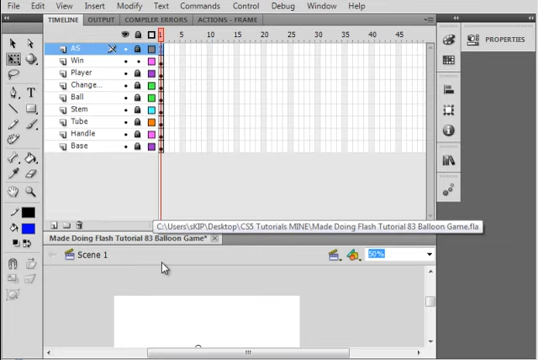 File Edit View Insert Modify Text Commands Control Debug Window Help
TIMELINE OUTPUT COMPILER ERRORS ACTIONS - FRAME
1 5 10 15 20 25 30 35 40 45
AS
Win
Player
Change...
Ball
Stem
Tube
Handle
Base
PROPERTIES
C:\Users\sKIP\Desktop\CS5 Tutorials MINE\Made Doing Flash Tutorial 83 Balloon Game.fla
Made Doing Flash Tutorial 83 Balloon Game*
Scene 1
50%